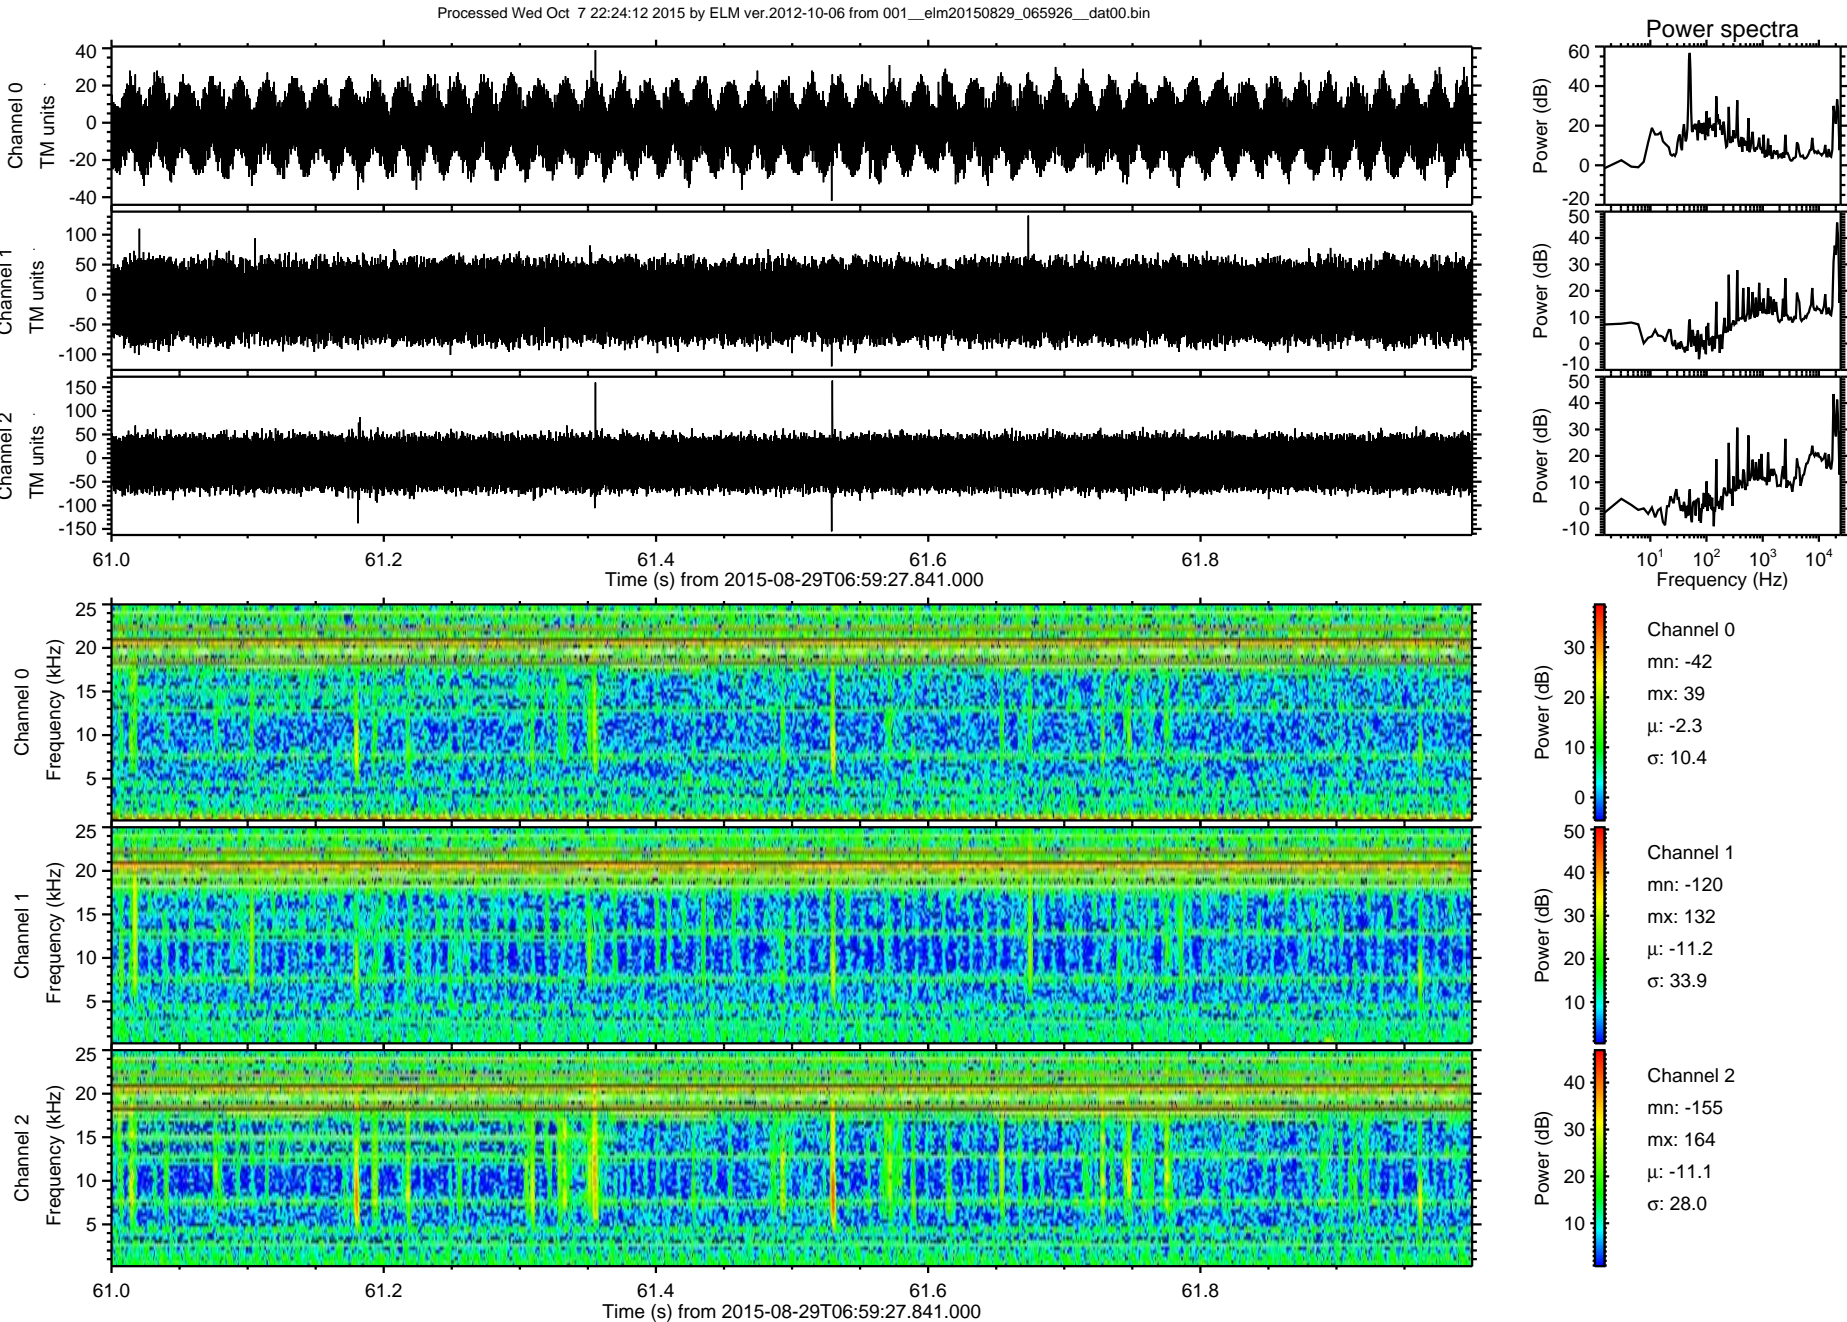 Processed Wed Oct  7 22:24:12 2015 by ELM ver.2012-10-06 from 001__elm20150829_065926__dat00.bin
Power spectra
Channel 0
TM units
40
20
0
-20
-40
Power (dB)
60
40
20
0
-20
Channel 1
TM units
100
50
0
-50
-100
Power (dB)
50
40
30
20
10
0
-10
Channel 2
TM units
150
100
50
0
-50
-100
-150
Power (dB)
50
40
30
20
10
0
-10
61.0 61.2 61.4 61.6 61.8
Time (s) from 2015-08-29T06:59:27.841.000
10^1 10^2 10^3 10^4
Frequency (Hz)
Channel 0
Frequency (kHz)
25
20
15
10
5
Power (dB)
30
20
10
0
Channel 0
mn: -42
mx: 39
μ: -2.3
σ: 10.4
Channel 1
Frequency (kHz)
25
20
15
10
5
Power (dB)
50
40
30
20
10
Channel 1
mn: -120
mx: 132
μ: -11.2
σ: 33.9
Channel 2
Frequency (kHz)
25
20
15
10
5
Power (dB)
40
30
20
10
Channel 2
mn: -155
mx: 164
μ: -11.1
σ: 28.0
61.0 61.2 61.4 61.6 61.8
Time (s) from 2015-08-29T06:59:27.841.000